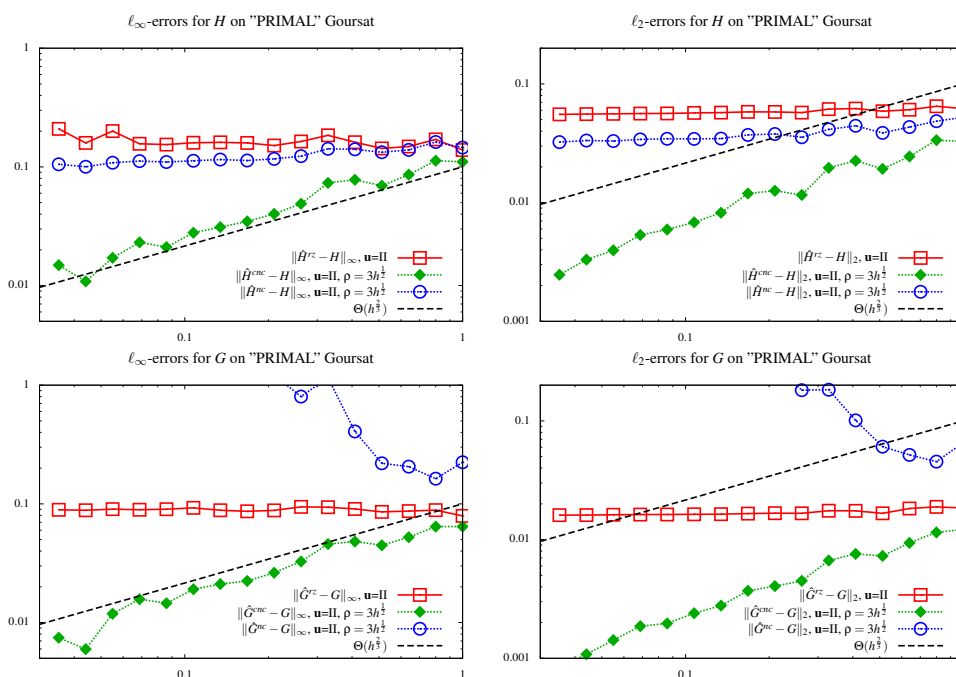 ℓ∞-errors for H on "PRIMAL" Goursat
1
0.1
0.01
0.1
1
∥Ĥ^rz − H∥∞, u=II
∥Ĥ^cnc − H∥∞, u=II, ρ = 3h^½
∥Ĥ^nc − H∥∞, u=II, ρ = 3h^½
Θ(h^⅔)
ℓ2-errors for H on "PRIMAL" Goursat
0.1
0.01
0.001
0.1
∥Ĥ^rz − H∥2, u=II
∥Ĥ^cnc − H∥2, u=II, ρ = 3h^½
∥Ĥ^nc − H∥2, u=II, ρ = 3h^½
Θ(h^⅔)
ℓ∞-errors for G on "PRIMAL" Goursat
1
0.1
0.01
0.1
1
∥Ĝ^rz − G∥∞, u=II
∥Ĝ^cnc − G∥∞, u=II, ρ = 3h^½
∥Ĝ^nc − G∥∞, u=II, ρ = 3h^½
Θ(h^⅔)
ℓ2-errors for G on "PRIMAL" Goursat
0.1
0.01
0.001
0.1
∥Ĝ^rz − G∥2, u=II
∥Ĝ^cnc − G∥2, u=II, ρ = 3h^½
∥Ĝ^nc − G∥2, u=II, ρ = 3h^½
Θ(h^⅔)